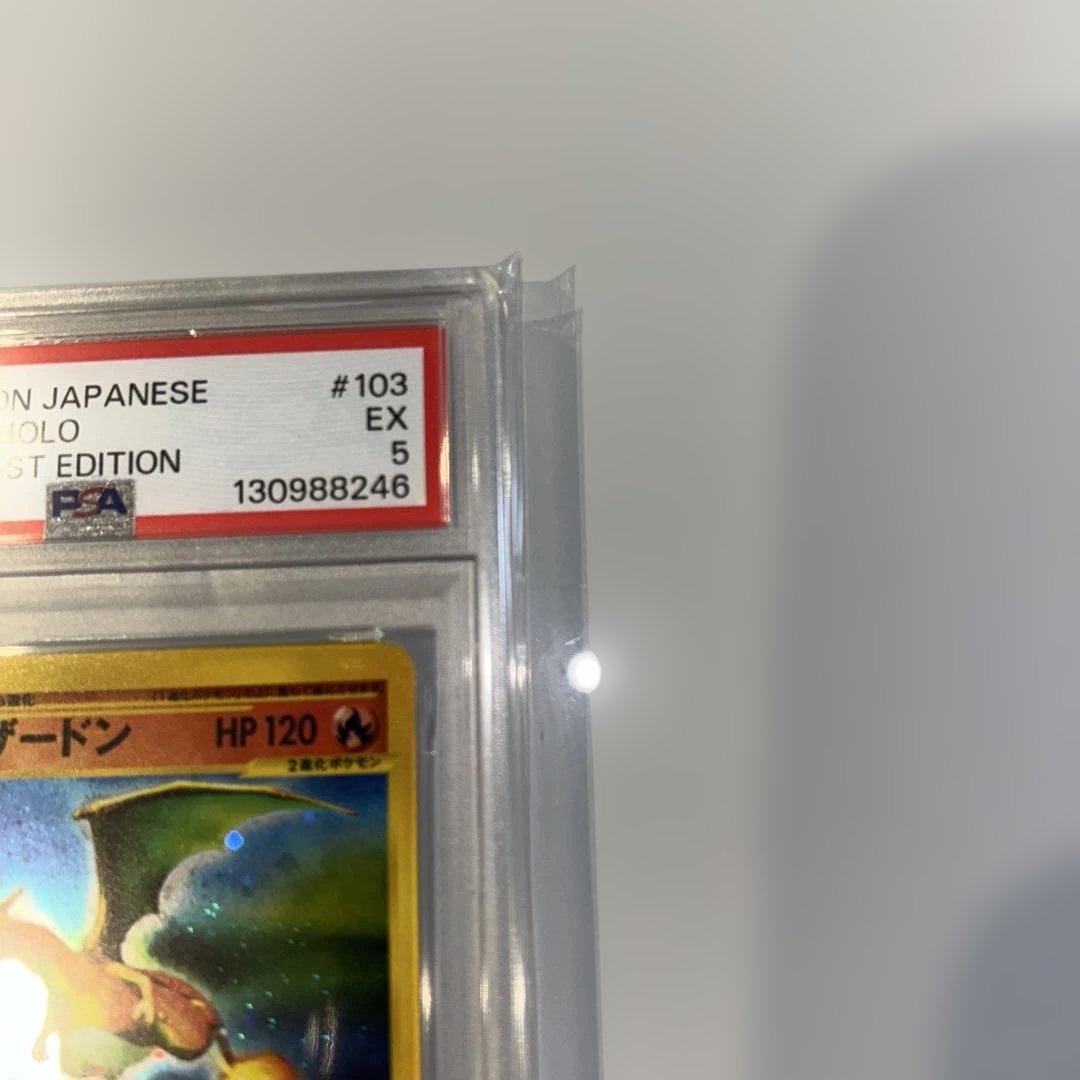 ON JAPANESE #103
HOLO EX
ST EDITION 5
PSA 130988246
ザードン HP 120
2進化ポケモン